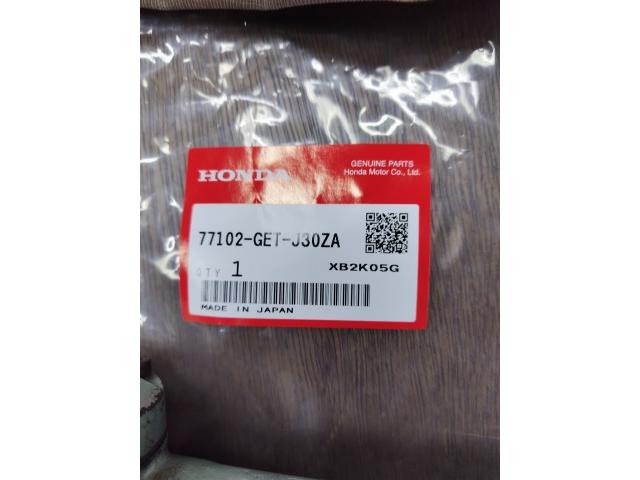 HONDA
GENUINE PARTS
Honda Motor Co., Ltd.
77102-GET-J30ZA
QTY 1
XB2K05G
MADE IN JAPAN